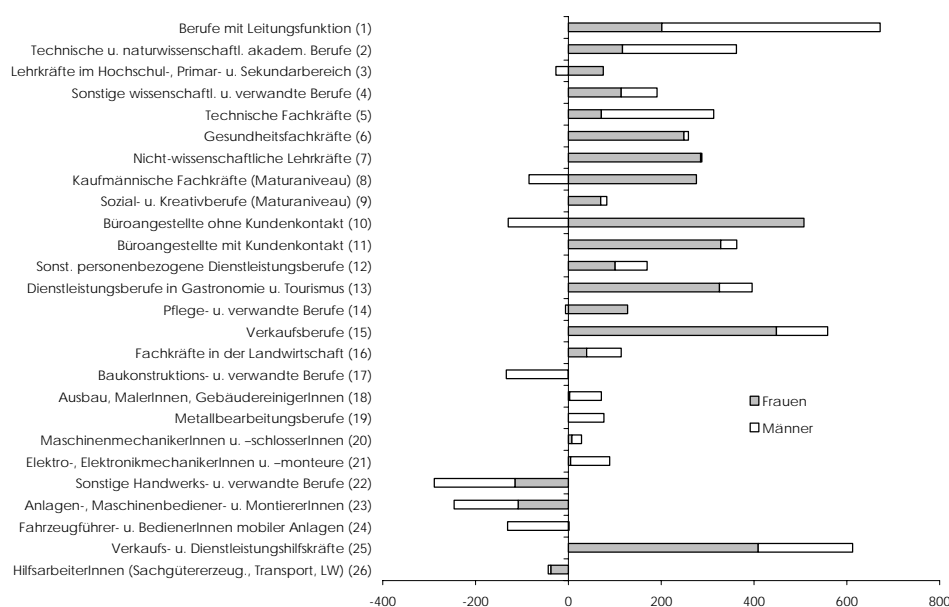 Berufe mit Leitungsfunktion (1)
Technische u. naturwissenschaftl. akadem. Berufe (2)
Lehrkräfte im Hochschul-, Primar- u. Sekundarbereich (3)
Sonstige wissenschaftl. u. verwandte Berufe (4)
Technische Fachkräfte (5)
Gesundheitsfachkräfte (6)
Nicht-wissenschaftliche Lehrkräfte (7)
Kaufmännische Fachkräfte (Maturaniveau) (8)
Sozial- u. Kreativberufe (Maturaniveau) (9)
Büroangestellte ohne Kundenkontakt (10)
Büroangestellte mit Kundenkontakt (11)
Sonst. personenbezogene Dienstleistungsberufe (12)
Dienstleistungsberufe in Gastronomie u. Tourismus (13)
Pflege- u. verwandte Berufe (14)
Verkaufsberufe (15)
Fachkräfte in der Landwirtschaft (16)
Baukonstruktions- u. verwandte Berufe (17)
Ausbau, MalerInnen, GebäudereinigerInnen (18)
Metallbearbeitungsberufe (19)
MaschinenmechanikerInnen u. –schlosserInnen (20)
Elektro-, ElektronikmechanikerInnen u. –monteure (21)
Sonstige Handwerks- u. verwandte Berufe (22)
Anlagen-, Maschinenbediener- u. MontiererInnen (23)
Fahrzeugführer- u. BedienerInnen mobiler Anlagen (24)
Verkaufs- u. Dienstleistungshilfskräfte (25)
HilfsarbeiterInnen (Sachgütererzeug., Transport, LW) (26)
Frauen
Männer
-400 -200 0 200 400 600 800